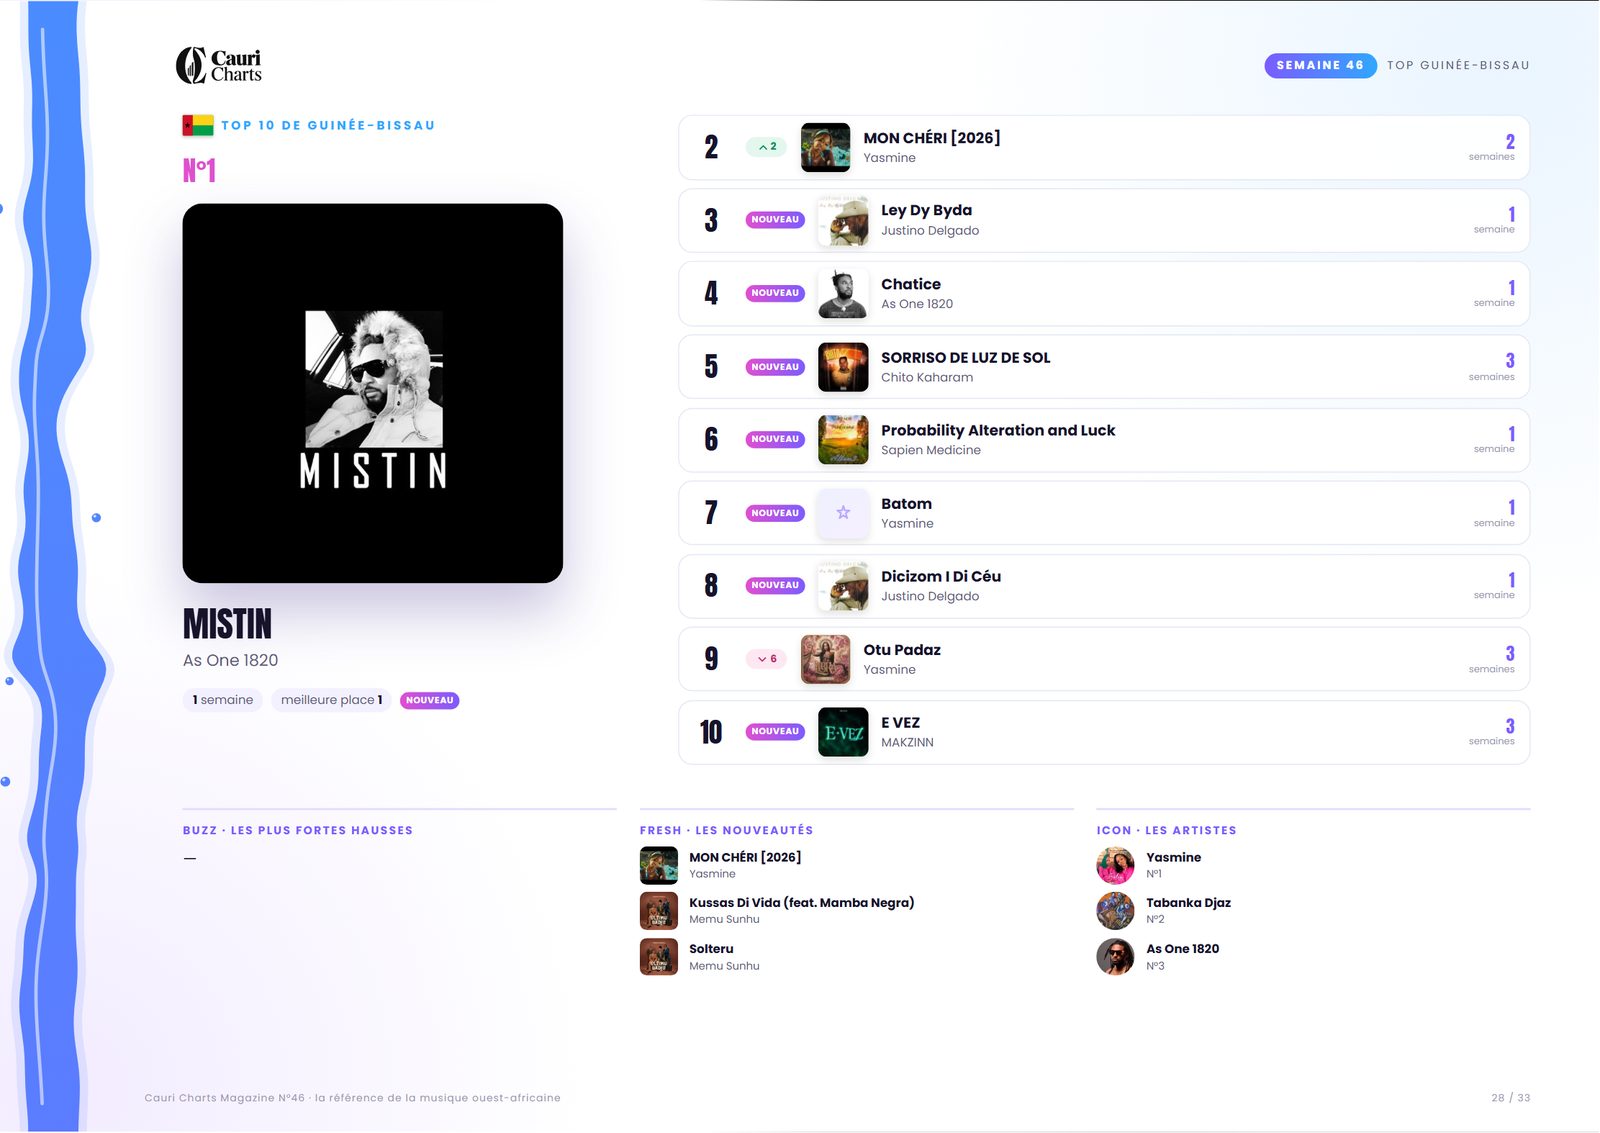 Cauri
Charts
SEMAINE 46 TOP GUINÉE-BISSAU
TOP 10 DE GUINÉE-BISSAU
Nº1
MISTIN
MISTIN
As One 1820
1 semaine meilleure place 1 NOUVEAU
2 2 MON CHÉRI [2026] 2
Yasmine semaines
3 NOUVEAU Ley Dy Byda 1
Justino Delgado semaine
4 NOUVEAU Chatice 1
As One 1820 semaine
5 NOUVEAU SORRISO DE LUZ DE SOL 3
Chito Kaharam semaines
6 NOUVEAU Probability Alteration and Luck 1
Sapien Medicine semaine
7 NOUVEAU Batom 1
Yasmine semaine
8 NOUVEAU Dicizom I Di Céu 1
Justino Delgado semaine
9 6 Otu Padaz 3
Yasmine semaines
10 NOUVEAU E·VEZ E VEZ 3
MAKZINN semaines
BUZZ · LES PLUS FORTES HAUSSES
—
FRESH · LES NOUVEAUTÉS
MON CHÉRI [2026]
Yasmine
Kussas Di Vida (feat. Mamba Negra)
Memu Sunhu
Solteru
Memu Sunhu
ICON · LES ARTISTES
Yasmine
Nº1
Tabanka Djaz
Nº2
As One 1820
Nº3
Cauri Charts Magazine Nº46 · la référence de la musique ouest-africaine
28 / 33